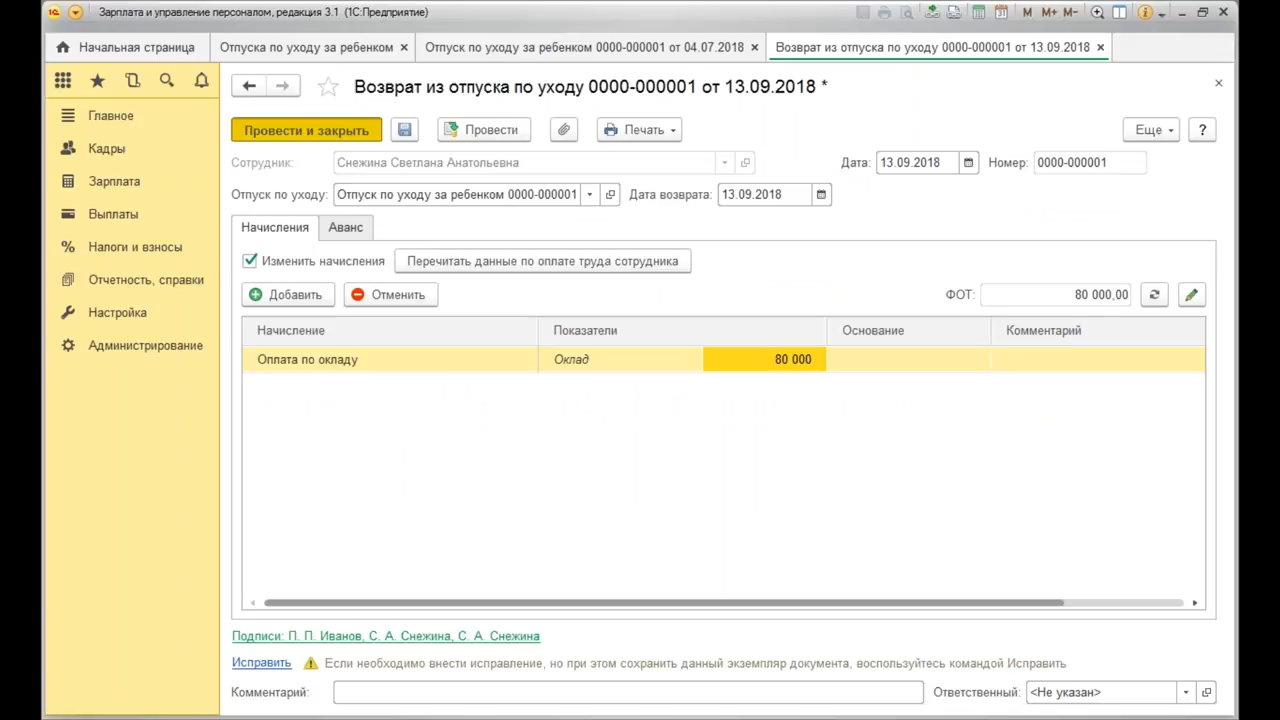 Зарплата и управление персоналом, редакция 3.1 (1С:Предприятие)
M M+ M-
Начальная страница
Отпуска по уходу за ребенком ×
Отпуск по уходу за ребенком 0000-000001 от 04.07.2018 ×
Возврат из отпуска по уходу 0000-000001 от 13.09.2018 ×
Главное
Кадры
Зарплата
Выплаты
Налоги и взносы
Отчетность, справки
Настройка
Администрирование
Возврат из отпуска по уходу 0000-000001 от 13.09.2018 *
Провести и закрыть
Провести
Печать
Еще
?
Сотрудник: Снежина Светлана Анатольевна
Дата: 13.09.2018
Номер: 0000-000001
Отпуск по уходу: Отпуск по уходу за ребенком 0000-000001
Дата возврата: 13.09.2018
Начисления
Аванс
Изменить начисления
Перечитать данные по оплате труда сотрудника
Добавить
Отменить
ФОТ: 80 000,00
Начисление Показатели Основание Комментарий
Оплата по окладу Оклад 80 000
Подписи: П. П. Иванов, С. А. Снежина, С. А. Снежина
Исправить Если необходимо внести исправление, но при этом сохранить данный экземпляр документа, воспользуйтесь командой Исправить
Комментарий:
Ответственный: <Не указан>